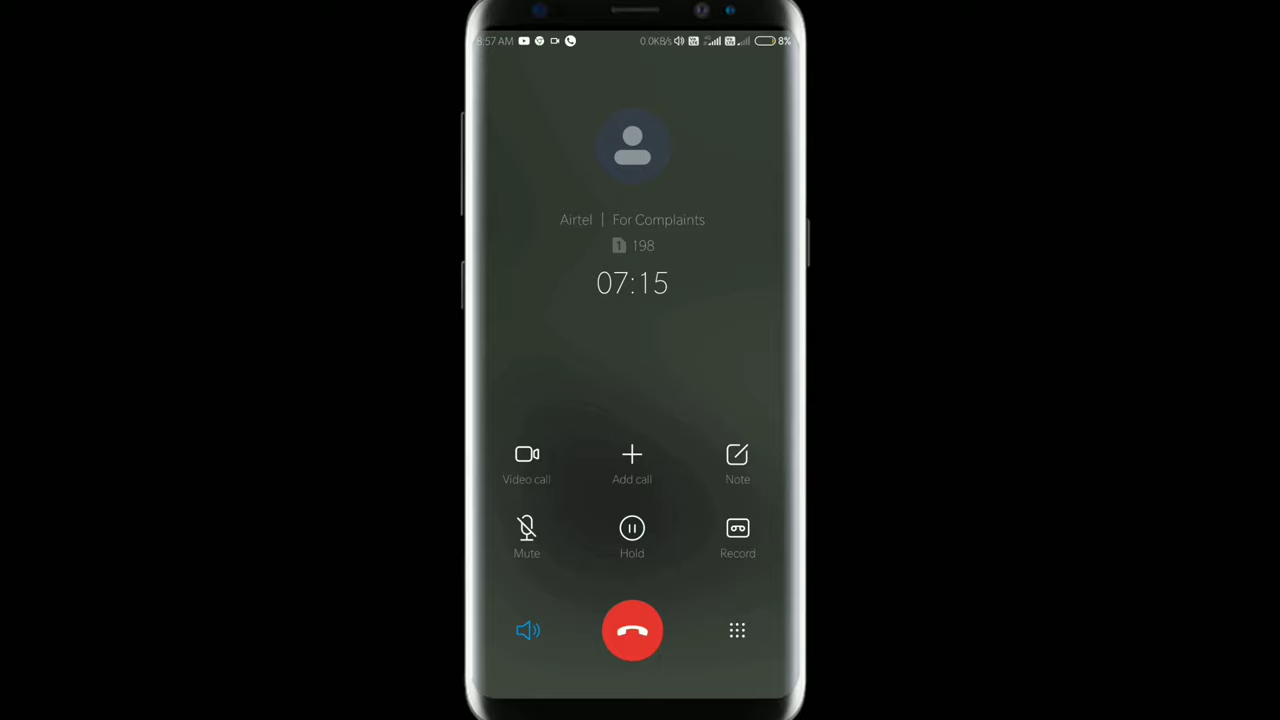 8:57 AM 0.0KB/s 8%
Airtel | For Complaints
1 198
07:15
Video call Add call Note
Mute Hold Record